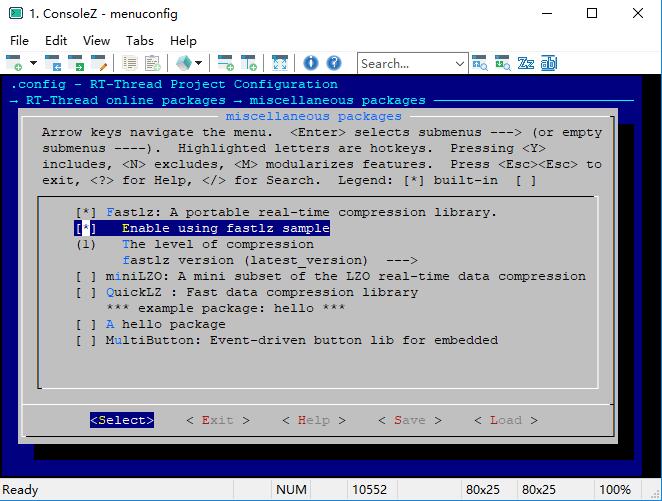 1. ConsoleZ - menuconfig
File Edit View Tabs Help
Search...
.config - RT-Thread Project Configuration
→ RT-Thread online packages → miscellaneous packages
miscellaneous packages
Arrow keys navigate the menu. <Enter> selects submenus ---> (or empty
submenus ----). Highlighted letters are hotkeys. Pressing <Y>
includes, <N> excludes, <M> modularizes features. Press <Esc><Esc> to
exit, <?> for Help, </> for Search. Legend: [*] built-in [ ]
[*] Fastlz: A portable real-time compression library.
[*] Enable using fastlz sample
(1) The level of compression
fastlz version (latest_version) --->
[ ] miniLZO: A mini subset of the LZO real-time data compression
[ ] QuickLZ : Fast data compression library
*** example package: hello ***
[ ] A hello package
[ ] MultiButton: Event-driven button lib for embedded
<Select> < Exit > < Help > < Save > < Load >
Ready NUM 10552 80x25 80x25 100%